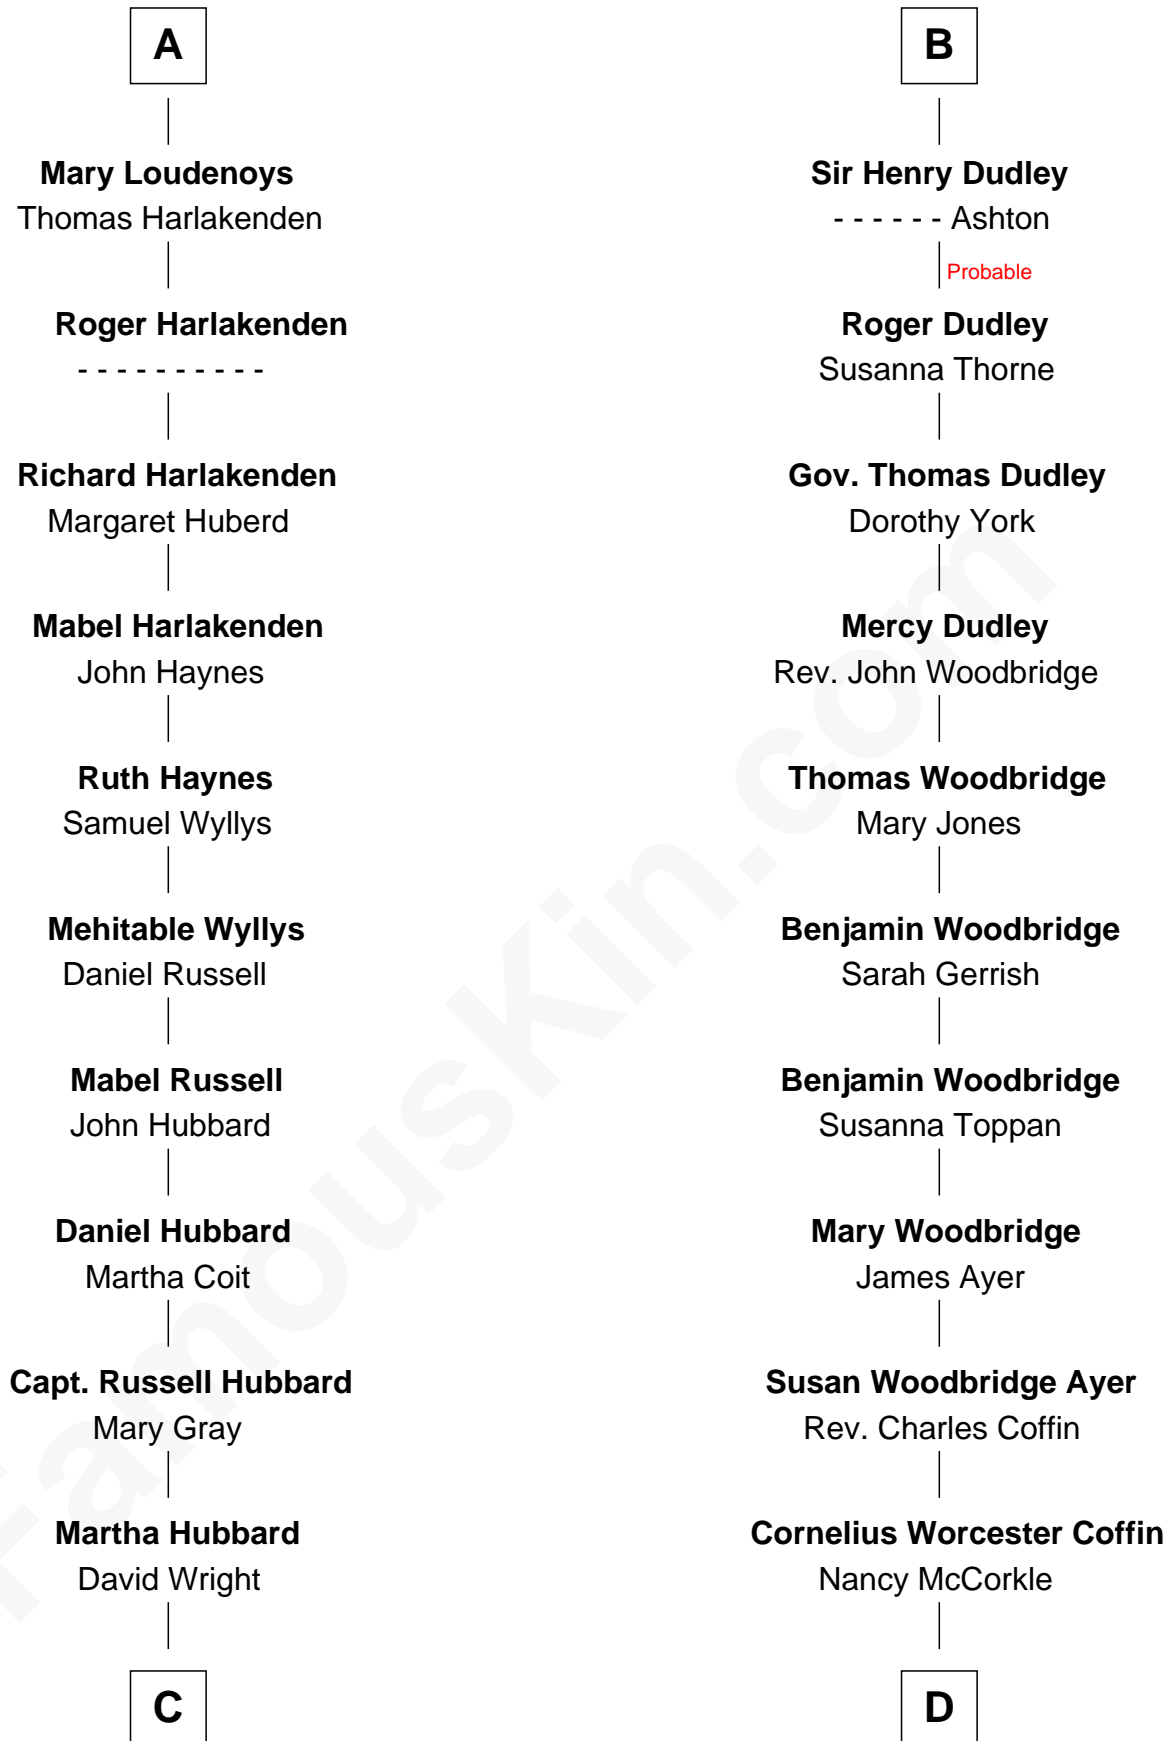 A
Mary Loudenoys
Thomas Harlakenden
Roger Harlakenden
- - - - - - - - - -
Richard Harlakenden
Margaret Huberd
Mabel Harlakenden
John Haynes
Ruth Haynes
Samuel Wyllys
Mehitable Wyllys
Daniel Russell
Mabel Russell
John Hubbard
Daniel Hubbard
Martha Coit
Capt. Russell Hubbard
Mary Gray
Martha Hubbard
David Wright
C
B
Sir Henry Dudley
- - - - - - Ashton
Probable
Roger Dudley
Susanna Thorne
Gov. Thomas Dudley
Dorothy York
Mercy Dudley
Rev. John Woodbridge
Thomas Woodbridge
Mary Jones
Benjamin Woodbridge
Sarah Gerrish
Benjamin Woodbridge
Susanna Toppan
Mary Woodbridge
James Ayer
Susan Woodbridge Ayer
Rev. Charles Coffin
Cornelius Worcester Coffin
Nancy McCorkle
D
FamousKin.com